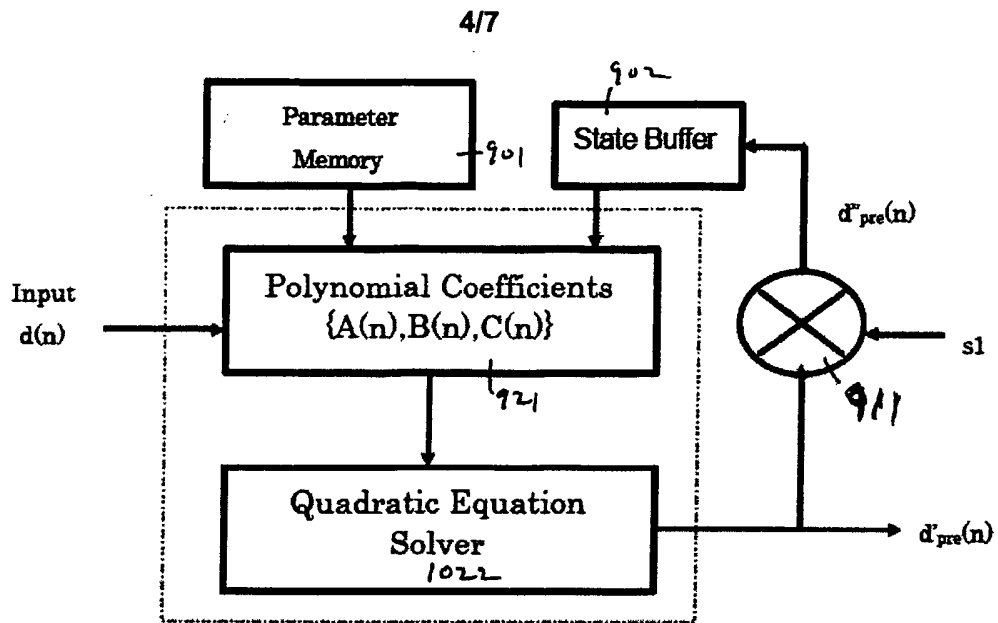 4/7
Parameter
Memory
901
902
State Buffer
d''pre(n)
Input
d(n)
Polynomial Coefficients
{A(n),B(n),C(n)}
921
s1
911
Quadratic Equation
Solver
1022
d'pre(n)